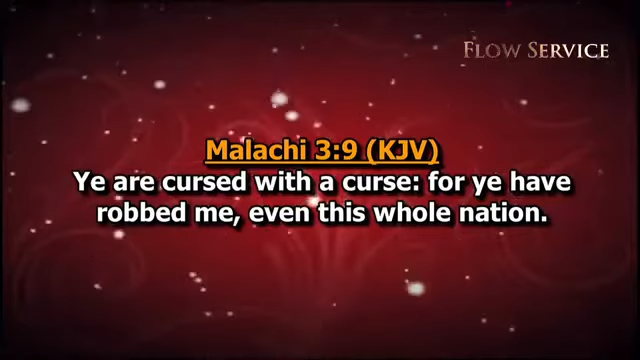 FLOW SERVICE
Malachi 3:9 (KJV)
Ye are cursed with a curse: for ye have
robbed me, even this whole nation.